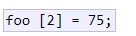 foo [2] = 75;